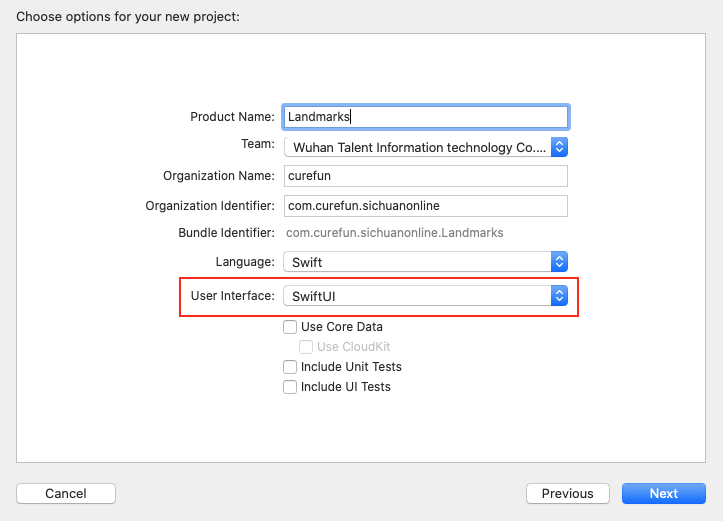 Choose options for your new project:
Product Name: Landmarks
Team: Wuhan Talent Information technology Co....
Organization Name: curefun
Organization Identifier: com.curefun.sichuanonline
Bundle Identifier: com.curefun.sichuanonline.Landmarks
Language: Swift
User Interface: SwiftUI
Use Core Data
Use CloudKit
Include Unit Tests
Include UI Tests
Cancel Previous Next